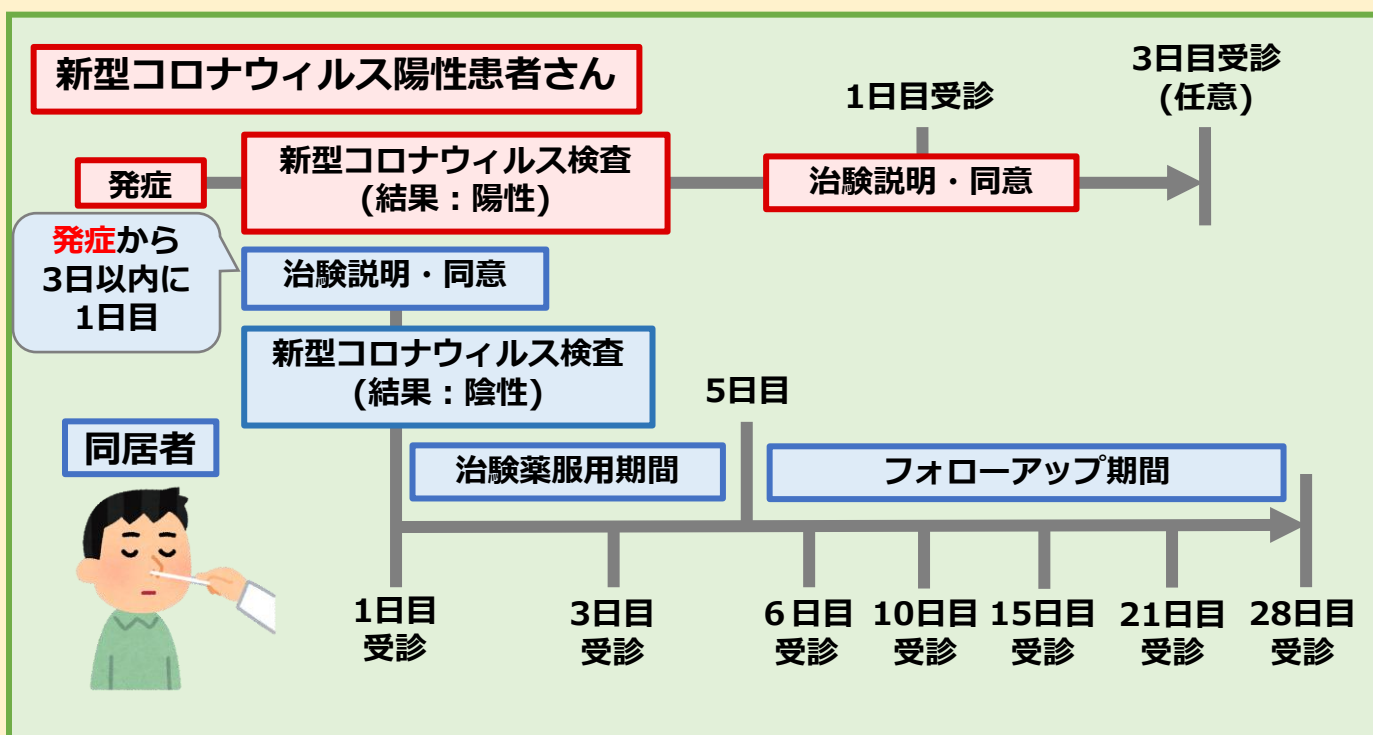 新型コロナウィルス陽性患者さん
1日目受診
3日目受診
(任意)
発症
新型コロナウィルス検査
(結果：陽性)
治験説明・同意
発症から
3日以内に
1日目
治験説明・同意
新型コロナウィルス検査
(結果：陰性)
同居者
5日目
治験薬服用期間
フォローアップ期間
1日目
受診
3日目
受診
６日目
受診
10日目
受診
15日目
受診
21日目
受診
28日目
受診